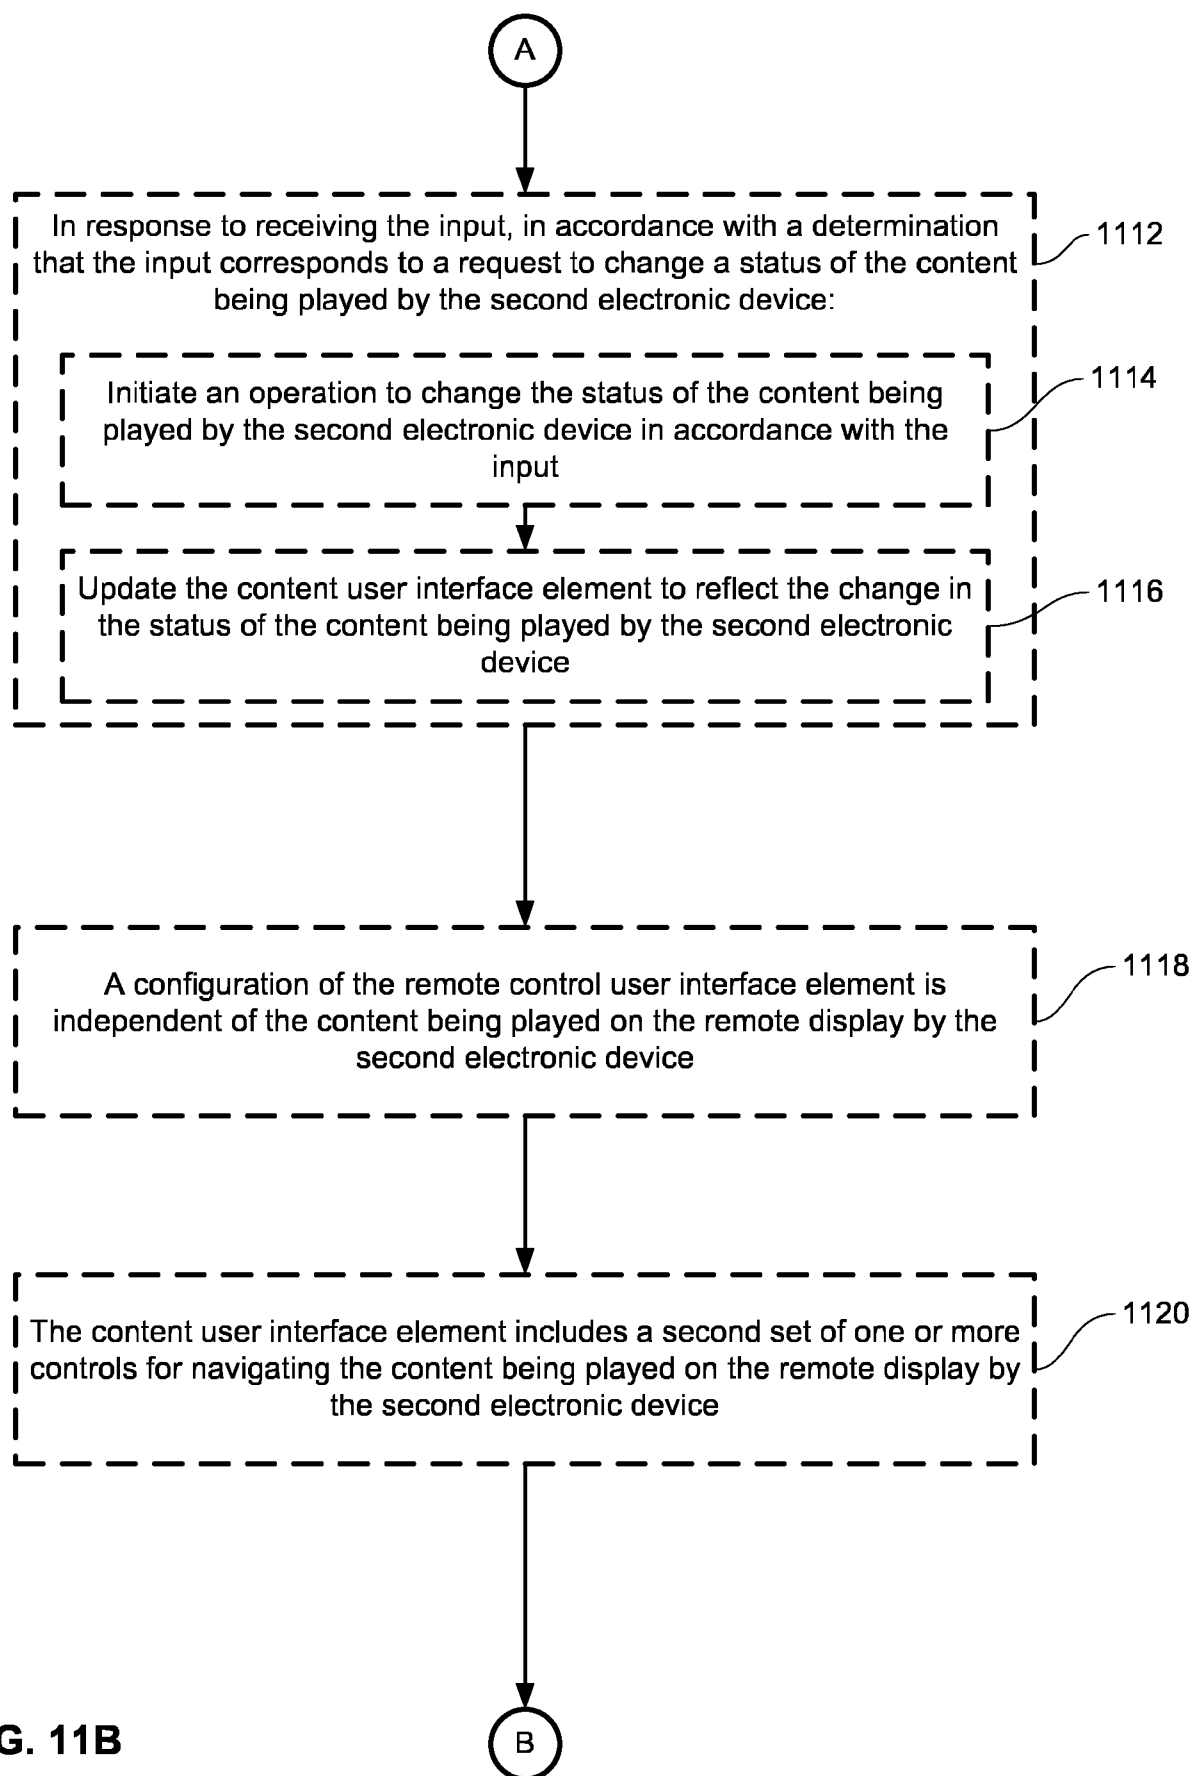 A
In response to receiving the input, in accordance with a determination
that the input corresponds to a request to change a status of the content
being played by the second electronic device:
1112
Initiate an operation to change the status of the content being
played by the second electronic device in accordance with the
input
1114
Update the content user interface element to reflect the change in
the status of the content being played by the second electronic
device
1116
A configuration of the remote control user interface element is
independent of the content being played on the remote display by the
second electronic device
1118
The content user interface element includes a second set of one or more
controls for navigating the content being played on the remote display by
the second electronic device
1120
G. 11B
B